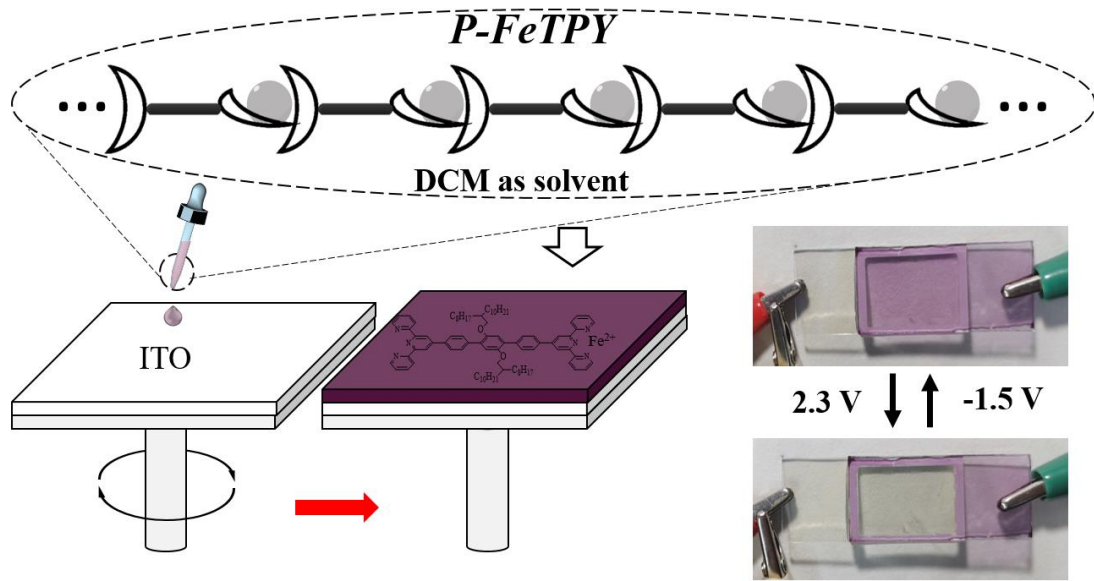 P-FeTPY
DCM as solvent
ITO
C₈H₁₇ C₁₀H₂₁
O
N N
N N Fe²⁺
N N
O
C₁₀H₂₁ C₈H₁₇
2.3 V -1.5 V